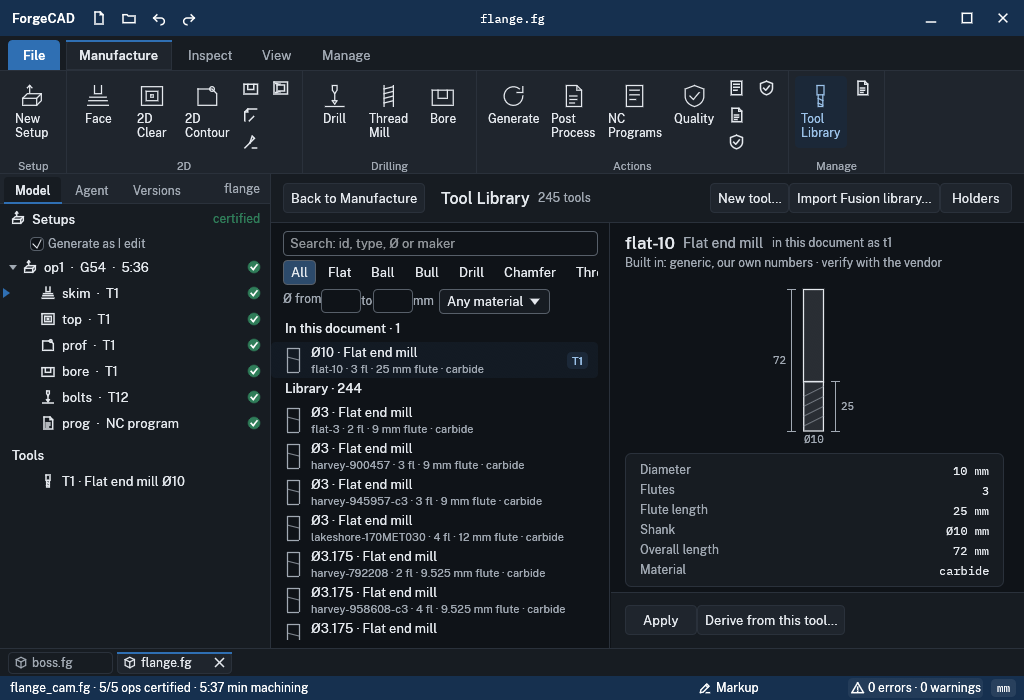 ForgeCAD
flange.fg
File
Manufacture
Inspect
View
Manage
New Setup
Setup
Face
2D Clear
2D Contour
2D
Drill
Thread Mill
Bore
Drilling
Generate
Post Process
NC Programs
Quality
Actions
Tool Library
Manage
Model
Agent
Versions
flange
Setups
certified
Generate as I edit
op1 · G54 · 5:36
skim · T1
top · T1
prof · T1
bore · T1
bolts · T12
prog · NC program
Tools
T1 · Flat end mill Ø10
Back to Manufacture
Tool Library
245 tools
New tool...
Import Fusion library...
Holders
Search: id, type, Ø or maker
All
Flat
Ball
Bull
Drill
Chamfer
Thr
Ø from
to
mm
Any material
In this document · 1
Ø10 · Flat end mill
flat-10 · 3 fl · 25 mm flute · carbide
T1
Library · 244
Ø3 · Flat end mill
flat-3 · 2 fl · 9 mm flute · carbide
Ø3 · Flat end mill
harvey-900457 · 3 fl · 9 mm flute · carbide
Ø3 · Flat end mill
harvey-945957-c3 · 3 fl · 9 mm flute · carbide
Ø3 · Flat end mill
lakeshore-170MET030 · 4 fl · 12 mm flute · carbide
Ø3.175 · Flat end mill
harvey-792208 · 2 fl · 9.525 mm flute · carbide
Ø3.175 · Flat end mill
harvey-958608-c3 · 4 fl · 9.525 mm flute · carbide
Ø3.175 · Flat end mill
flat-10 Flat end mill in this document as t1
Built in: generic, our own numbers · verify with the vendor
72
25
Ø10
Diameter 10 mm
Flutes 3
Flute length 25 mm
Shank Ø10 mm
Overall length 72 mm
Material carbide
Apply
Derive from this tool...
boss.fg
flange.fg
flange_cam.fg · 5/5 ops certified · 5:37 min machining
Markup
0 errors · 0 warnings
mm